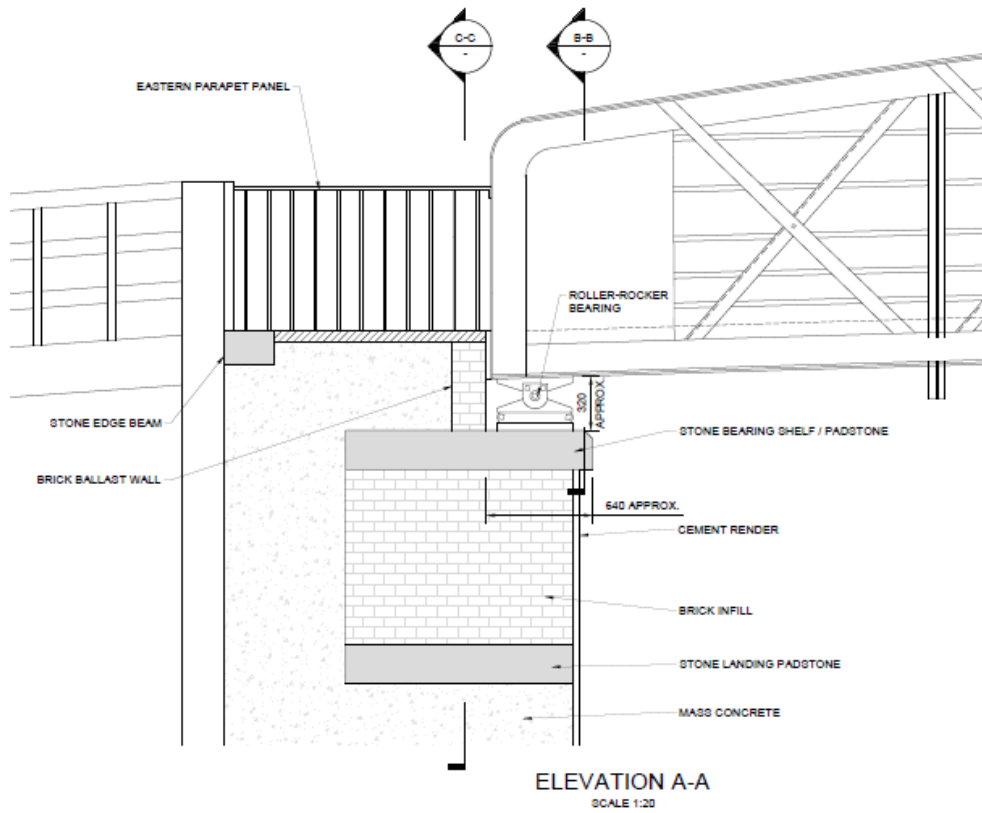 C-C
-
B-B
-
EASTERN PARAPET PANEL
ROLLER-ROCKER
BEARING
320
APPROX.
STONE EDGE BEAM
STONE BEARING SHELF / PADSTONE
BRICK BALLAST WALL
640 APPROX.
CEMENT RENDER
BRICK INFILL
STONE LANDING PADSTONE
MASS CONCRETE
ELEVATION A-A
SCALE 1:20